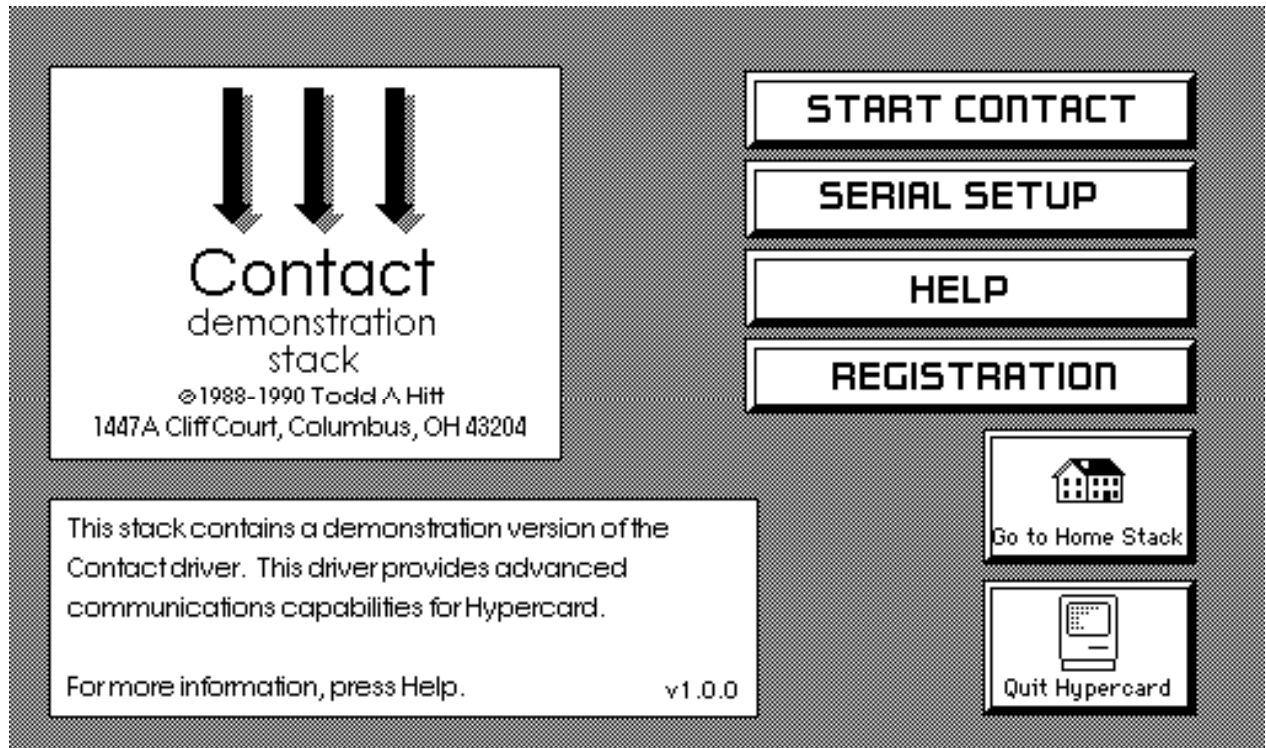 Contact
demonstration
stack
©1988-1990 Todd A Hitt
1447A Cliff Court, Columbus, OH 43204
This stack contains a demonstration version of the
Contact driver. This driver provides advanced
communications capabilities for Hypercard.
For more information, press Help.
v1.0.0
START CONTACT
SERIAL SETUP
HELP
REGISTRATION
Go to Home Stack
Quit Hypercard